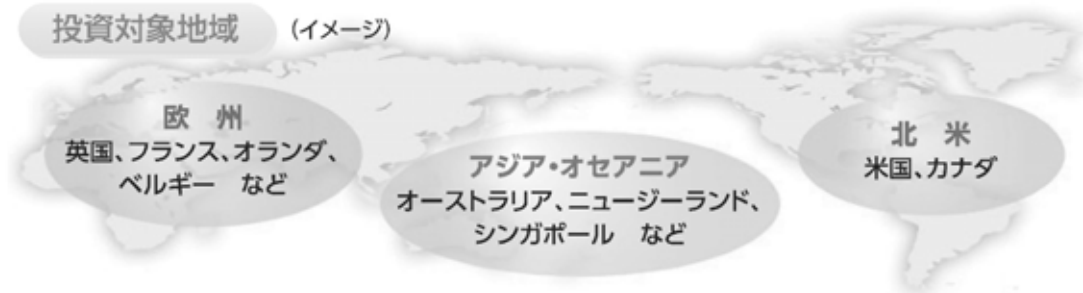 投資対象地域 (イメージ)
欧 州
英国、フランス、オランダ、
ベルギー など
アジア・オセアニア
オーストラリア、ニュージーランド、
シンガポール など
北 米
米国、カナダ